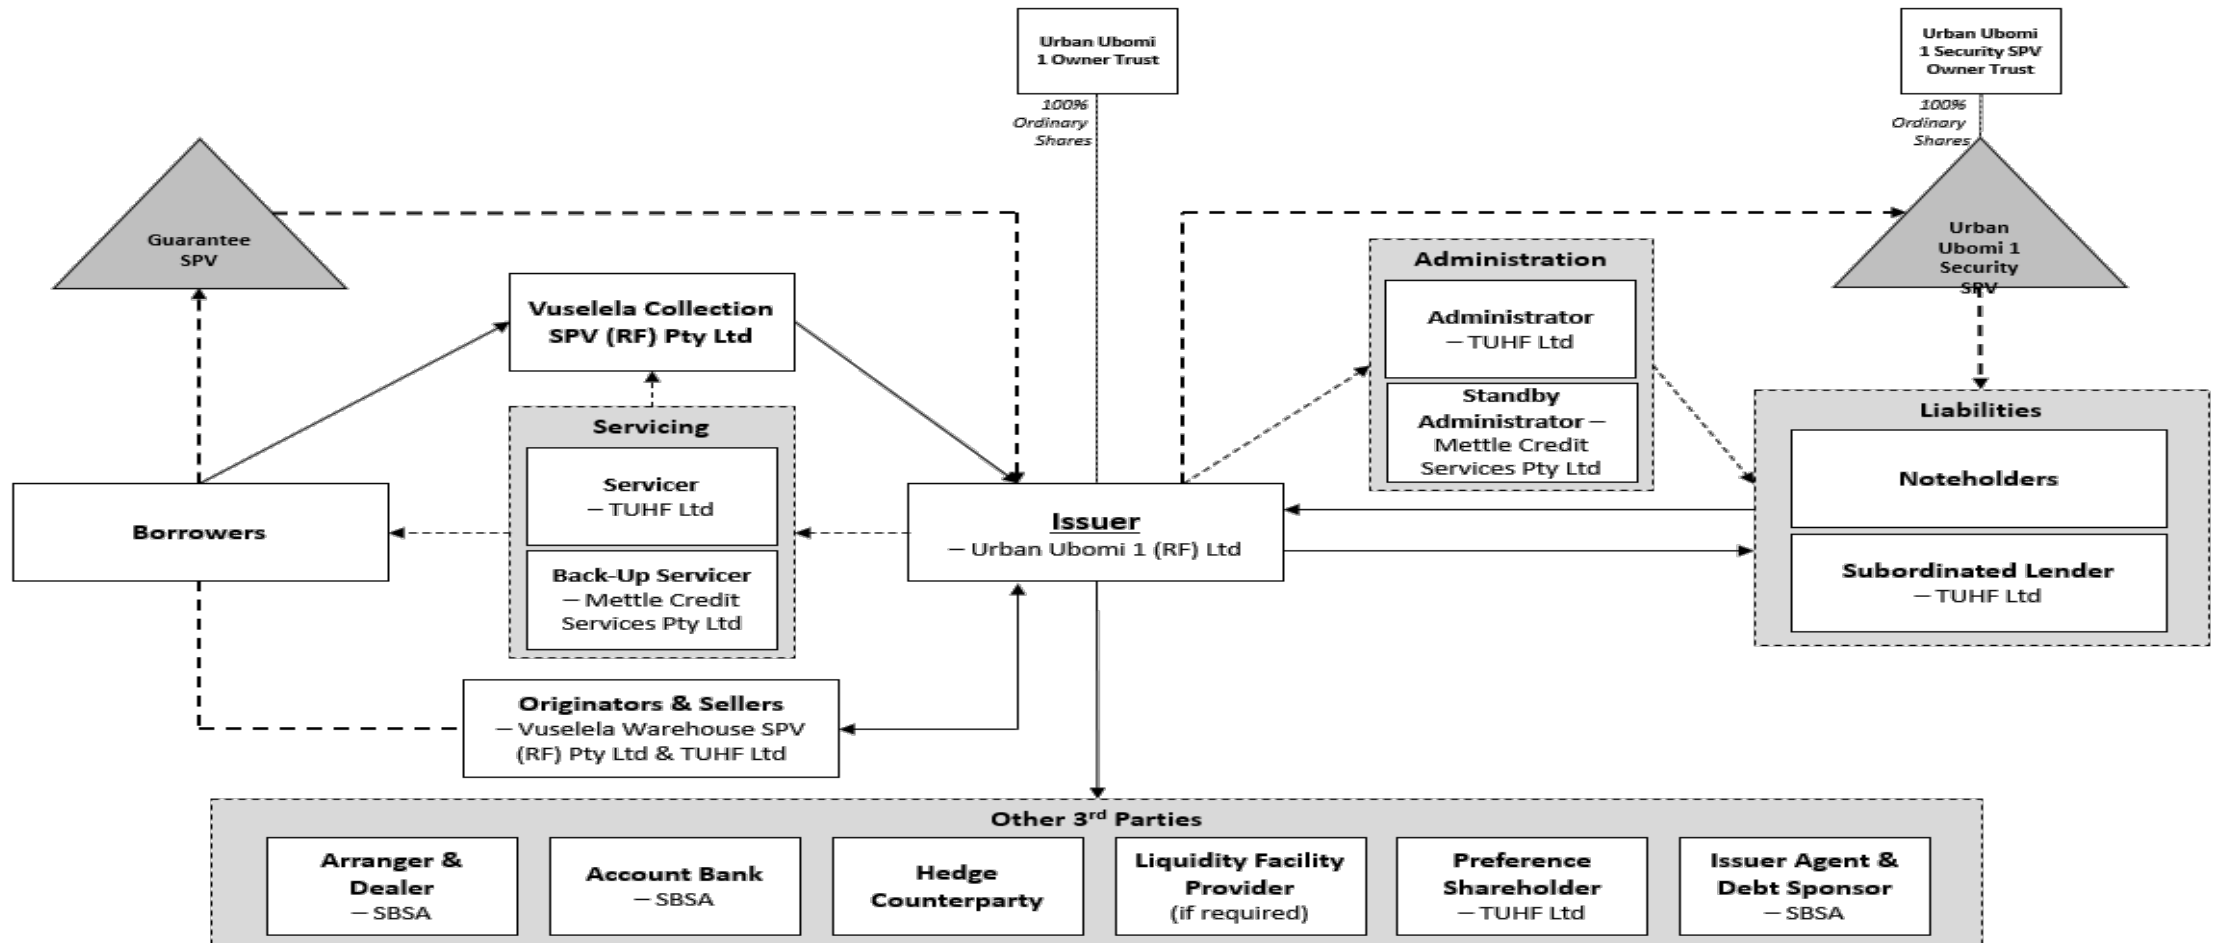 Urban Ubomi
1 Owner Trust
Urban Ubomi
1 Security SPV
Owner Trust
100%
Ordinary
Shares
100%
Ordinary
Shares
Guarantee
SPV
Urban
Ubomi 1
Security
SPV
Vuselela Collection
SPV (RF) Pty Ltd
Administration
Administrator
– TUHF Ltd
Standby
Administrator –
Mettle Credit
Services Pty Ltd
Servicing
Servicer
– TUHF Ltd
Back-Up Servicer
– Mettle Credit
Services Pty Ltd
Borrowers
Issuer
– Urban Ubomi 1 (RF) Ltd
Liabilities
Noteholders
Subordinated Lender
– TUHF Ltd
Originators & Sellers
– Vuselela Warehouse SPV
(RF) Pty Ltd & TUHF Ltd
Other 3rd Parties
Arranger &
Dealer
– SBSA
Account Bank
– SBSA
Hedge
Counterparty
Liquidity Facility
Provider
(if required)
Preference
Shareholder
– TUHF Ltd
Issuer Agent &
Debt Sponsor
– SBSA